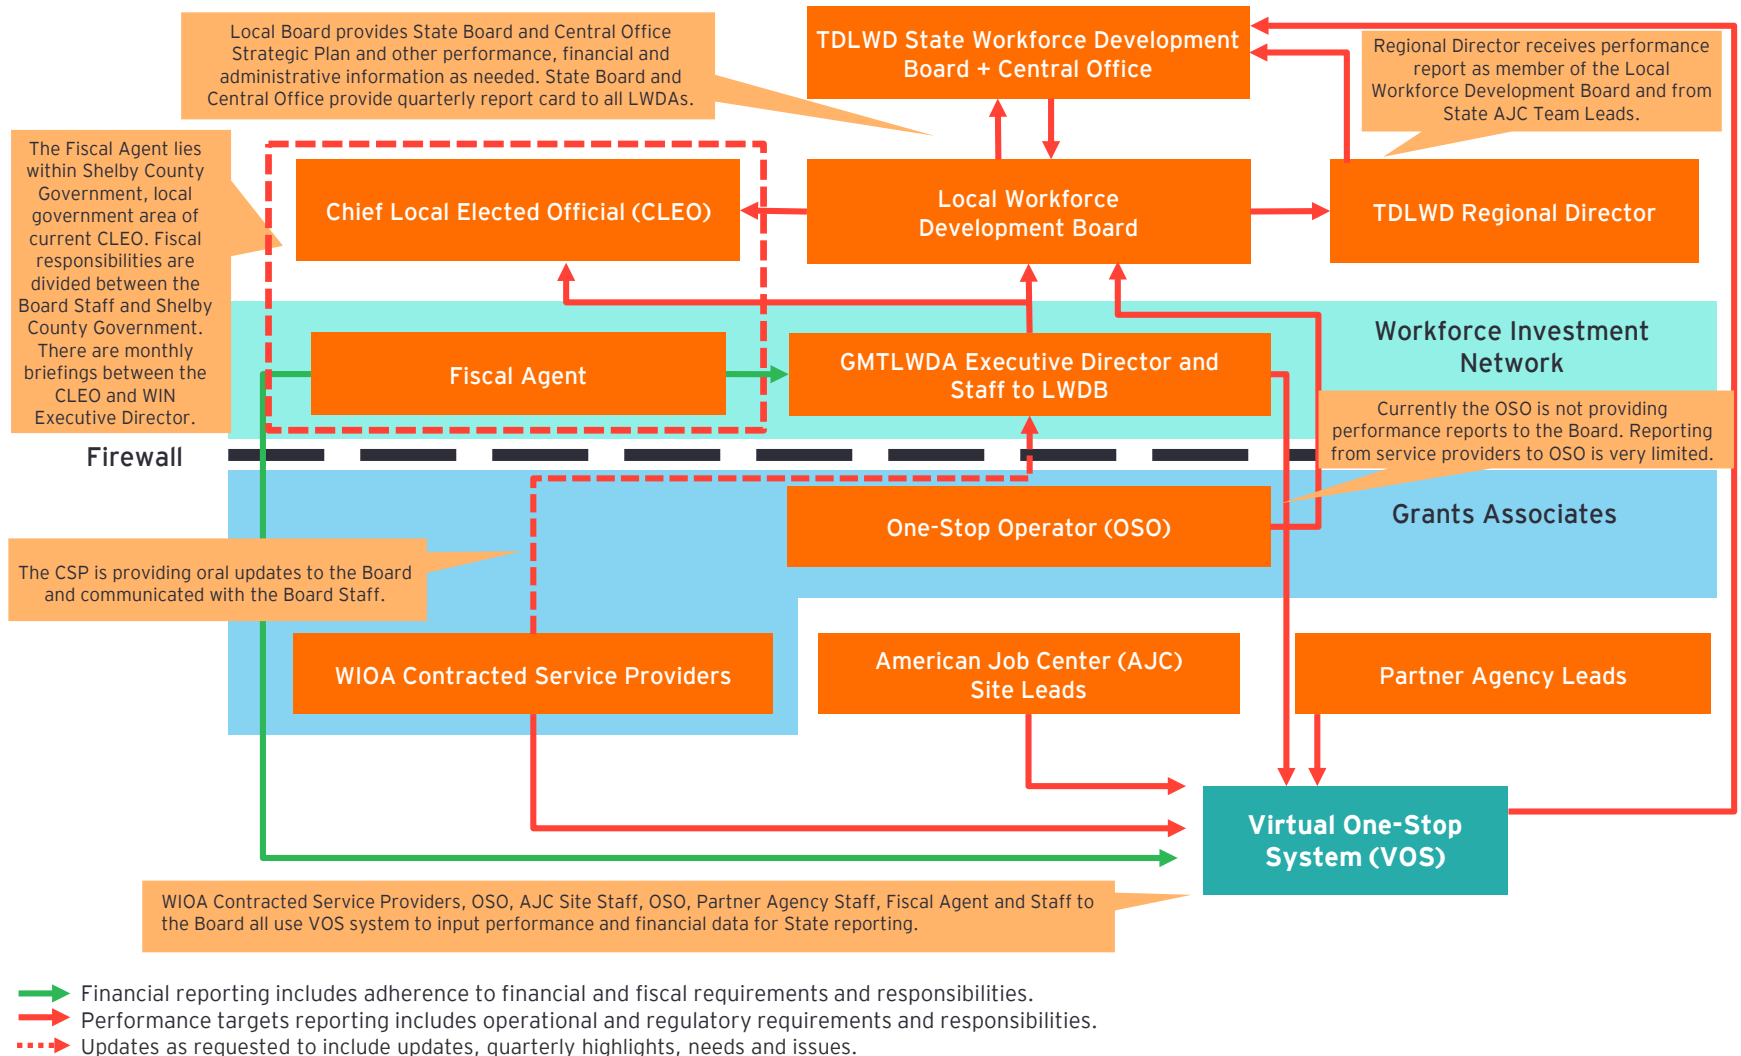 Local Board provides State Board and Central Office
Strategic Plan and other performance, financial and
administrative information as needed. State Board and
Central Office provide quarterly report card to all LWDAs.
TDLWD State Workforce Development
Board + Central Office
Regional Director receives performance
report as member of the Local
Workforce Development Board and from
State AJC Team Leads.
The Fiscal Agent lies
within Shelby County
Government, local
government area of
current CLEO. Fiscal
responsibilities are
divided between the
Board Staff and Shelby
County Government.
There are monthly
briefings between the
CLEO and WIN
Executive Director.
Chief Local Elected Official (CLEO)
Local Workforce
Development Board
TDLWD Regional Director
Workforce Investment
Network
Fiscal Agent
GMTLWDA Executive Director and
Staff to LWDB
Currently the OSO is not providing
performance reports to the Board. Reporting
from service providers to OSO is very limited.
Firewall
One-Stop Operator (OSO)
Grants Associates
The CSP is providing oral updates to the Board
and communicated with the Board Staff.
WIOA Contracted Service Providers
American Job Center (AJC)
Site Leads
Partner Agency Leads
Virtual One-Stop
System (VOS)
WIOA Contracted Service Providers, OSO, AJC Site Staff, OSO, Partner Agency Staff, Fiscal Agent and Staff to
the Board all use VOS system to input performance and financial data for State reporting.
Financial reporting includes adherence to financial and fiscal requirements and responsibilities.
Performance targets reporting includes operational and regulatory requirements and responsibilities.
Updates as requested to include updates, quarterly highlights, needs and issues.